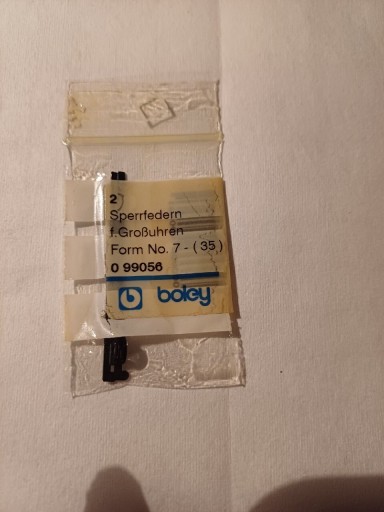 2
Sperrfedern
f.Großuhren
Form No. 7 - ( 35 )
0 99056
b boley